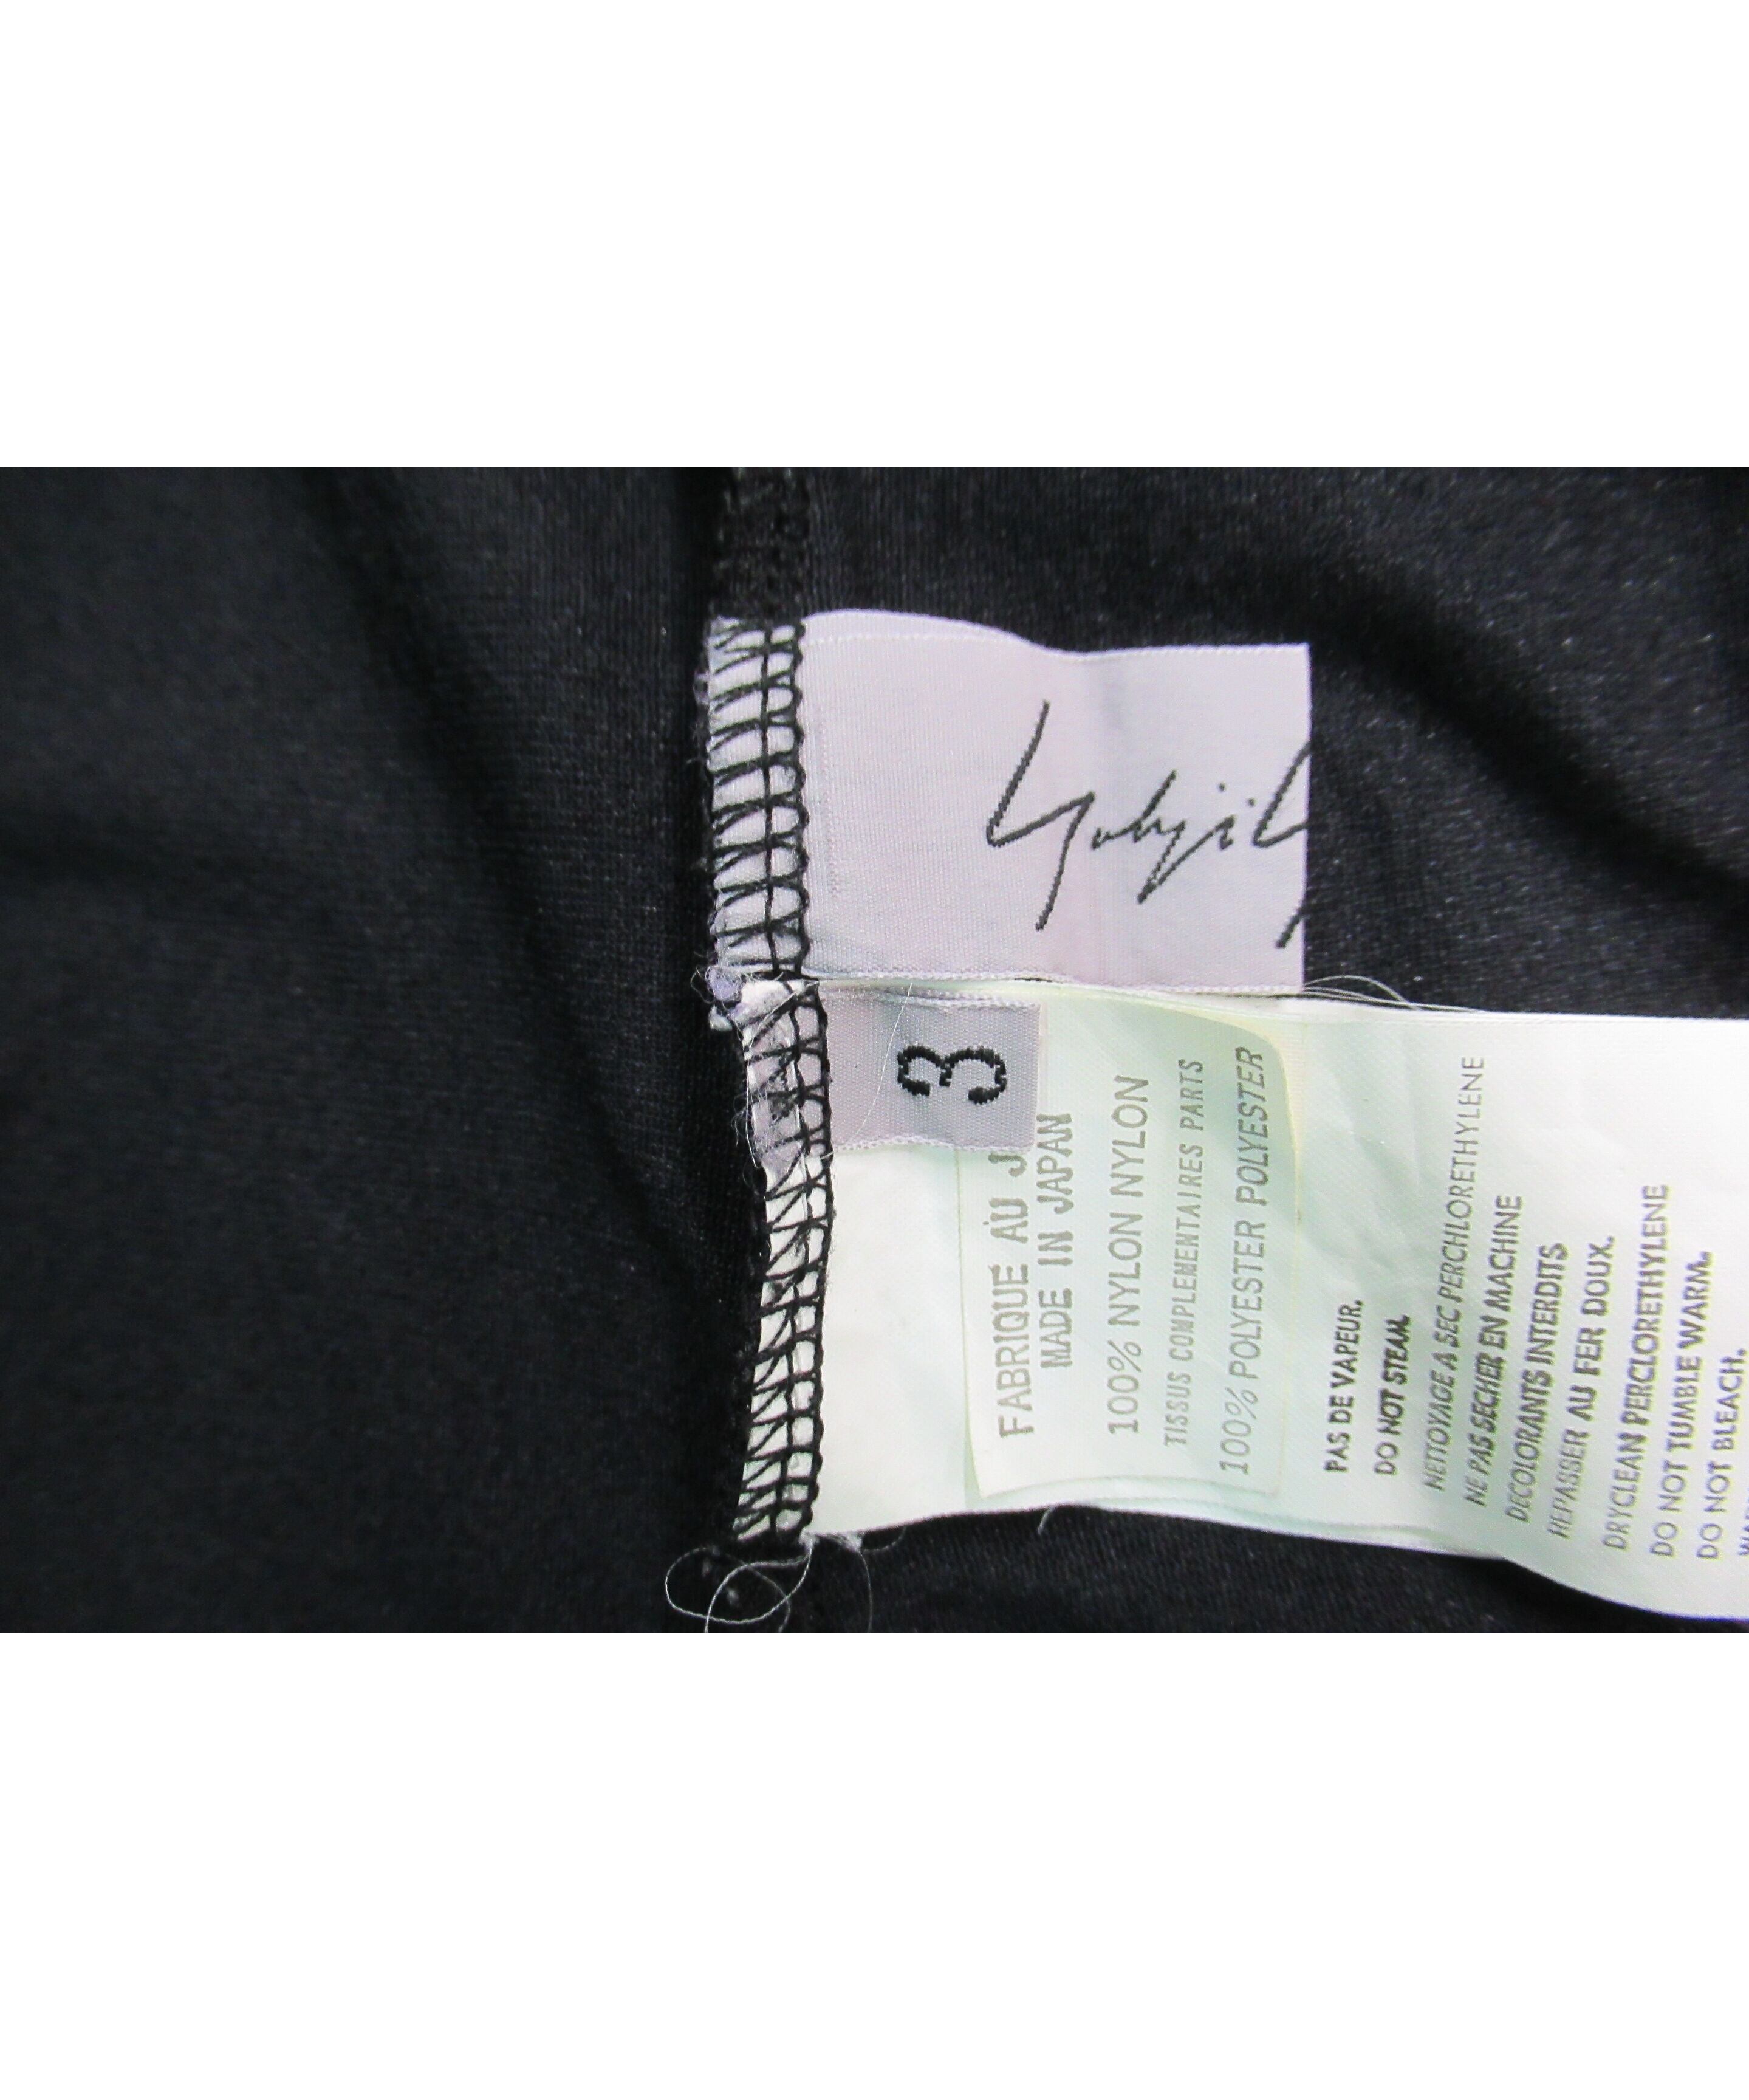 Yohji Y
3
FABRIQUE AU J
MADE IN JAPAN
100% NYLON NYLON
TISSUS COMPLEMENTAIRES PARTS
100% POLYESTER POLYESTER
PAS DE VAPEUR.
DO NOT STEAM.
NETTOYAGE A SEC PERCHLORETHYLENE
NE PAS SECHER EN MACHINE
DECOLORANTS INTERDITS
REPASSER AU FER DOUX.
DRYCLEAN PERCLORETHYLENE
DO NOT TUMBLE WARM.
DO NOT BLEACH.